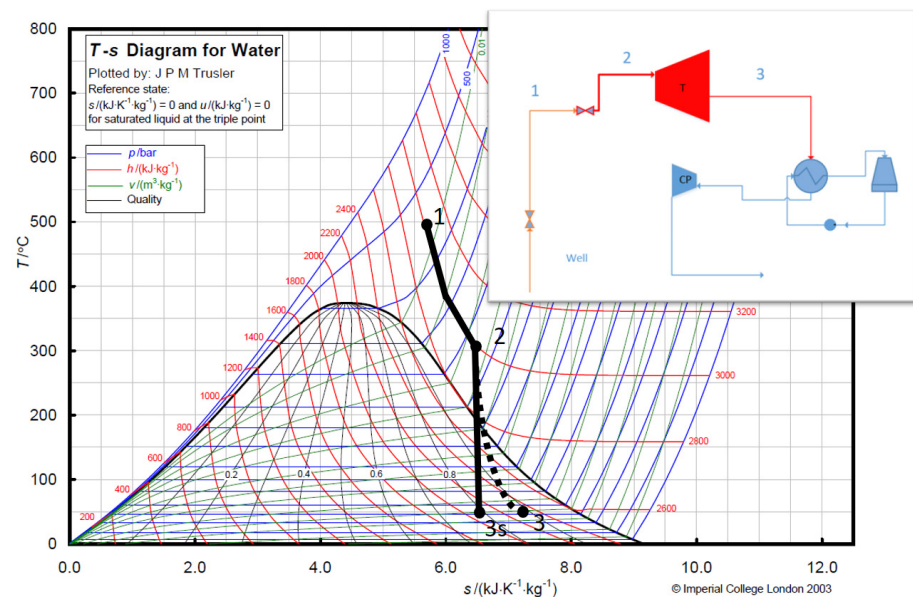 T-s Diagram for Water
Plotted by: J P M Trusler
Reference state:
s/(kJ·K⁻¹·kg⁻¹) = 0 and u/(kJ·kg⁻¹) = 0
for saturated liquid at the triple point
p/bar
h/(kJ·kg⁻¹)
v/(m³·kg⁻¹)
Quality
T/°C
800
700
600
500
400
300
200
100
0
0.0
2.0
4.0
6.0
8.0
10.0
12.0
s/(kJ·K⁻¹·kg⁻¹)
© Imperial College London 2003
1000
500
0.01
2400
2200
2000
1800
1600
1400
1200
1000
800
600
400
200
3200
3000
2800
2600
0.2
0.4
0.6
0.8
1
2
3s
3
1
2
3
T
CP
Well